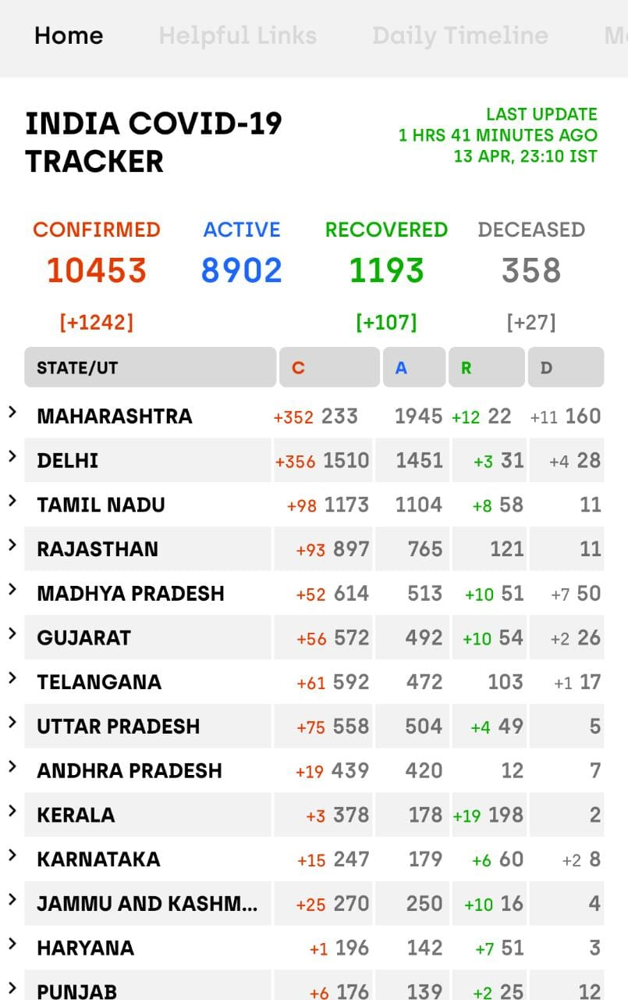 Home Helpful Links Daily Timeline
INDIA COVID-19
TRACKER
LAST UPDATE
1 HRS 41 MINUTES AGO
13 APR, 23:10 IST
CONFIRMED ACTIVE RECOVERED DECEASED
10453 8902 1193 358
[+1242] [+107] [+27]
STATE/UT C A R D
MAHARASHTRA +352 233 1945 +12 22 +11 160
DELHI +356 1510 1451 +3 31 +4 28
TAMIL NADU +98 1173 1104 +8 58 11
RAJASTHAN +93 897 765 121 11
MADHYA PRADESH +52 614 513 +10 51 +7 50
GUJARAT +56 572 492 +10 54 +2 26
TELANGANA +61 592 472 103 +1 17
UTTAR PRADESH +75 558 504 +4 49 5
ANDHRA PRADESH +19 439 420 12 7
KERALA +3 378 178 +19 198 2
KARNATAKA +15 247 179 +6 60 +2 8
JAMMU AND KASHM... +25 270 250 +10 16 4
HARYANA +1 196 142 +7 51 3
PUNJAB +6 176 139 +2 25 12